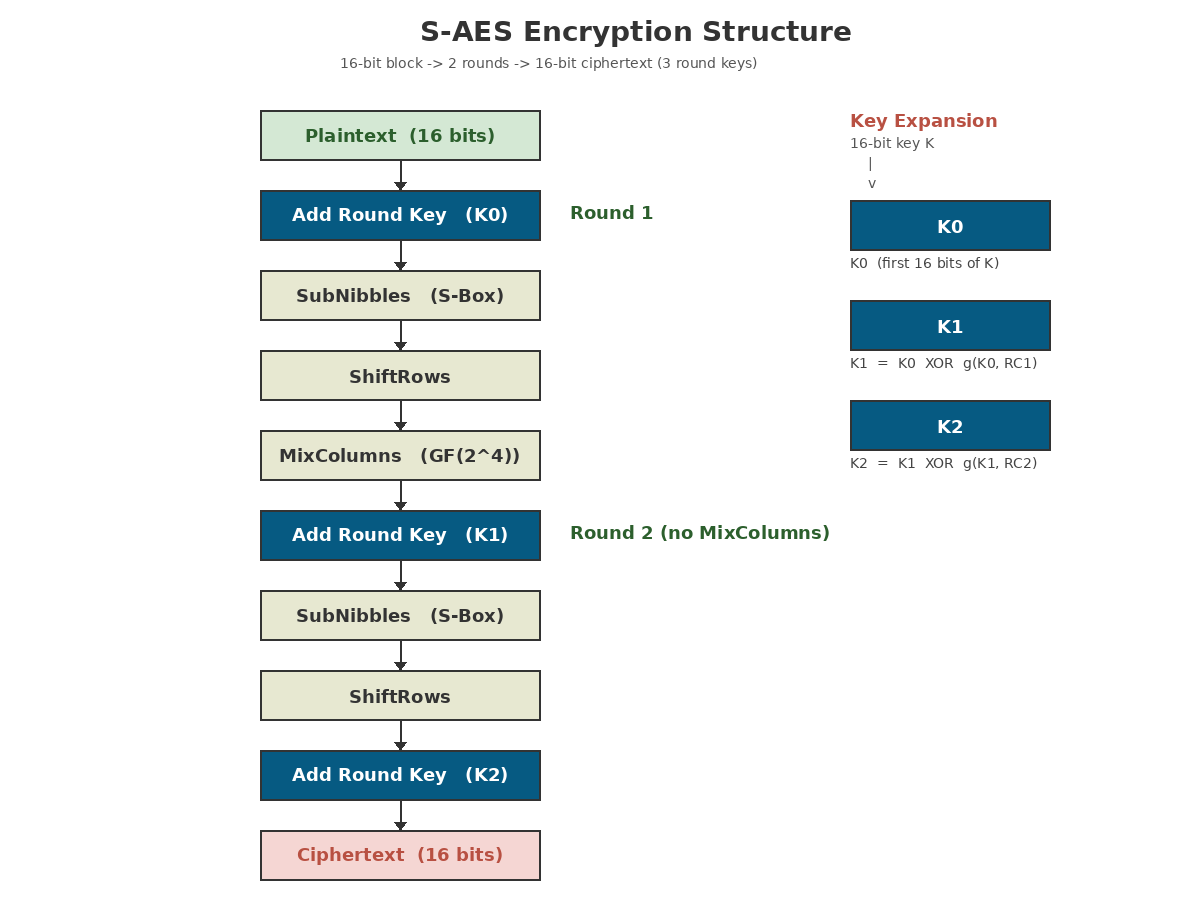 S-AES Encryption Structure
16-bit block -> 2 rounds -> 16-bit ciphertext (3 round keys)
Plaintext (16 bits)
Add Round Key (K0)
Round 1
SubNibbles (S-Box)
ShiftRows
MixColumns (GF(2^4))
Add Round Key (K1)
Round 2 (no MixColumns)
SubNibbles (S-Box)
ShiftRows
Add Round Key (K2)
Ciphertext (16 bits)
Key Expansion
16-bit key K
|
v
K0
K0 (first 16 bits of K)
K1
K1 = K0 XOR g(K0, RC1)
K2
K2 = K1 XOR g(K1, RC2)